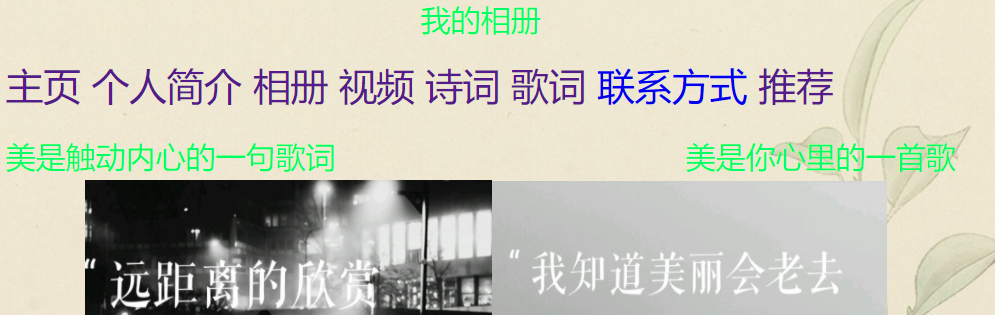 我的相册
主页 个人简介 相册 视频 诗词 歌词 联系方式 推荐
美是触动内心的一句歌词 美是你心里的一首歌
“远距离的欣赏 “我知道美丽会老去